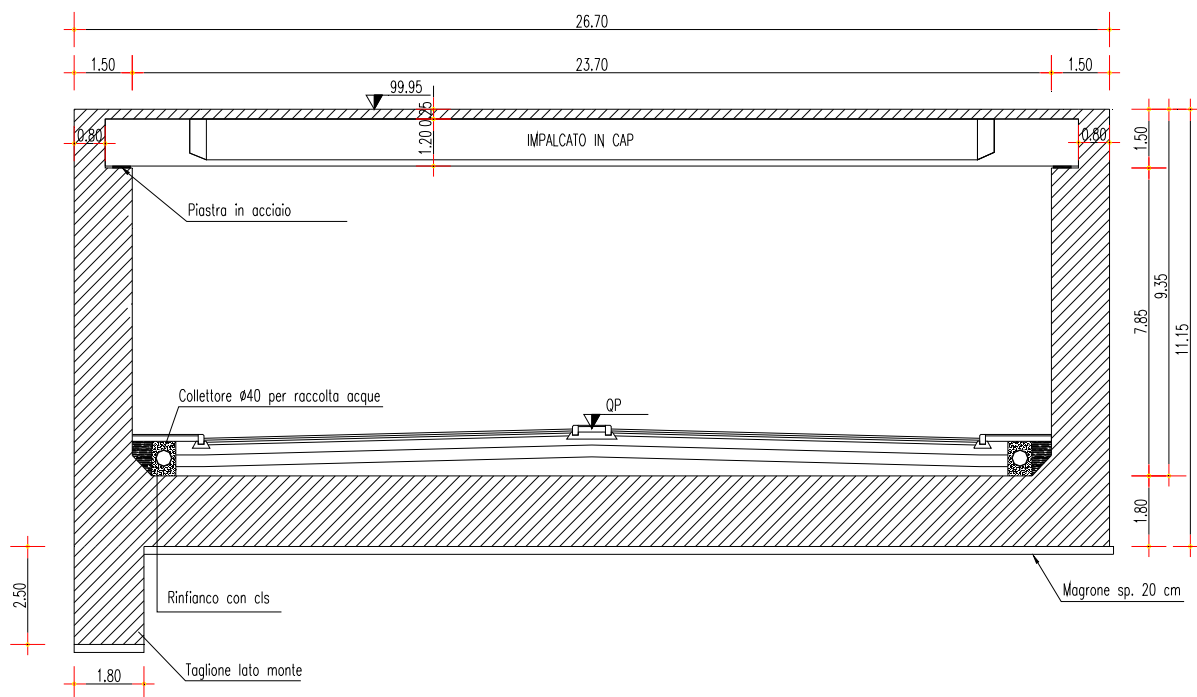 26.70
1.50
23.70
1.50
99.95
0.80
1.20 0.25
IMPALCATO IN CAP
0.80
1.50
Piastra in acciaio
7.85
9.35
11.15
Collettore ø40 per raccolta acque
QP
1.80
2.50
Rinfianco con cls
Magrone sp. 20 cm
Taglione lato monte
1.80